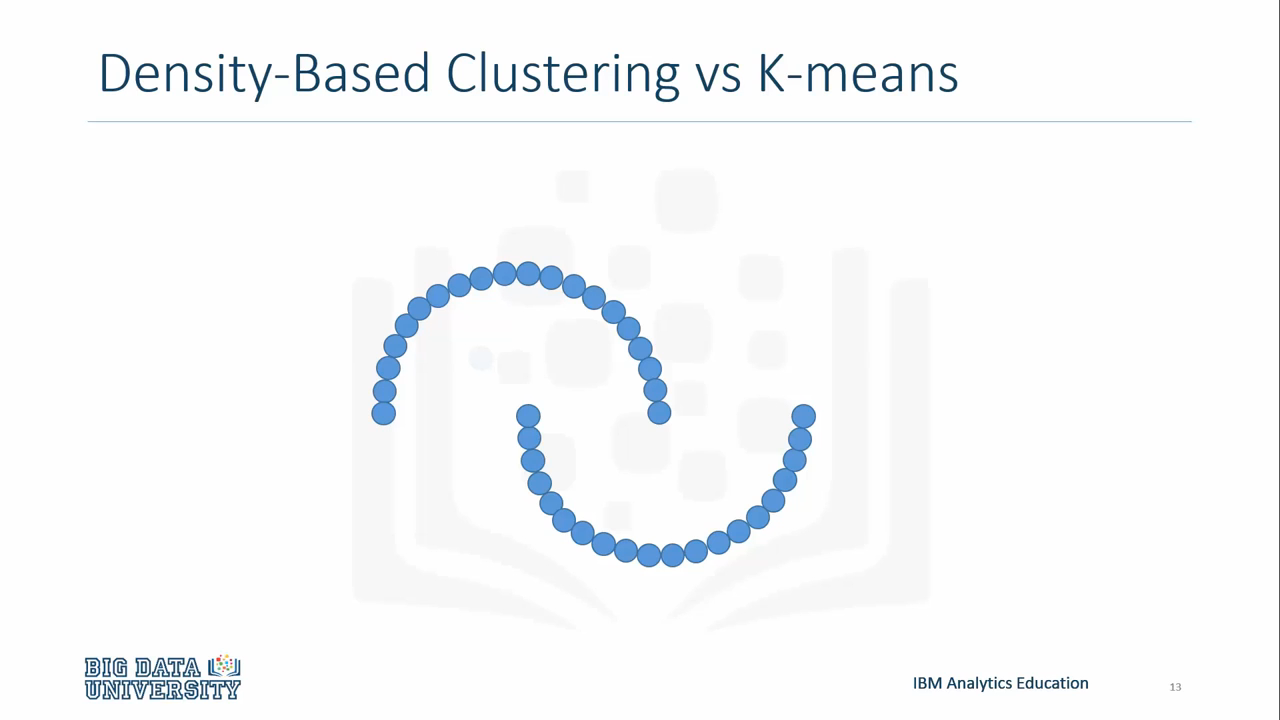 Density-Based Clustering vs K-means
BIG DATA
UNIVERSITY
IBM Analytics Education
13